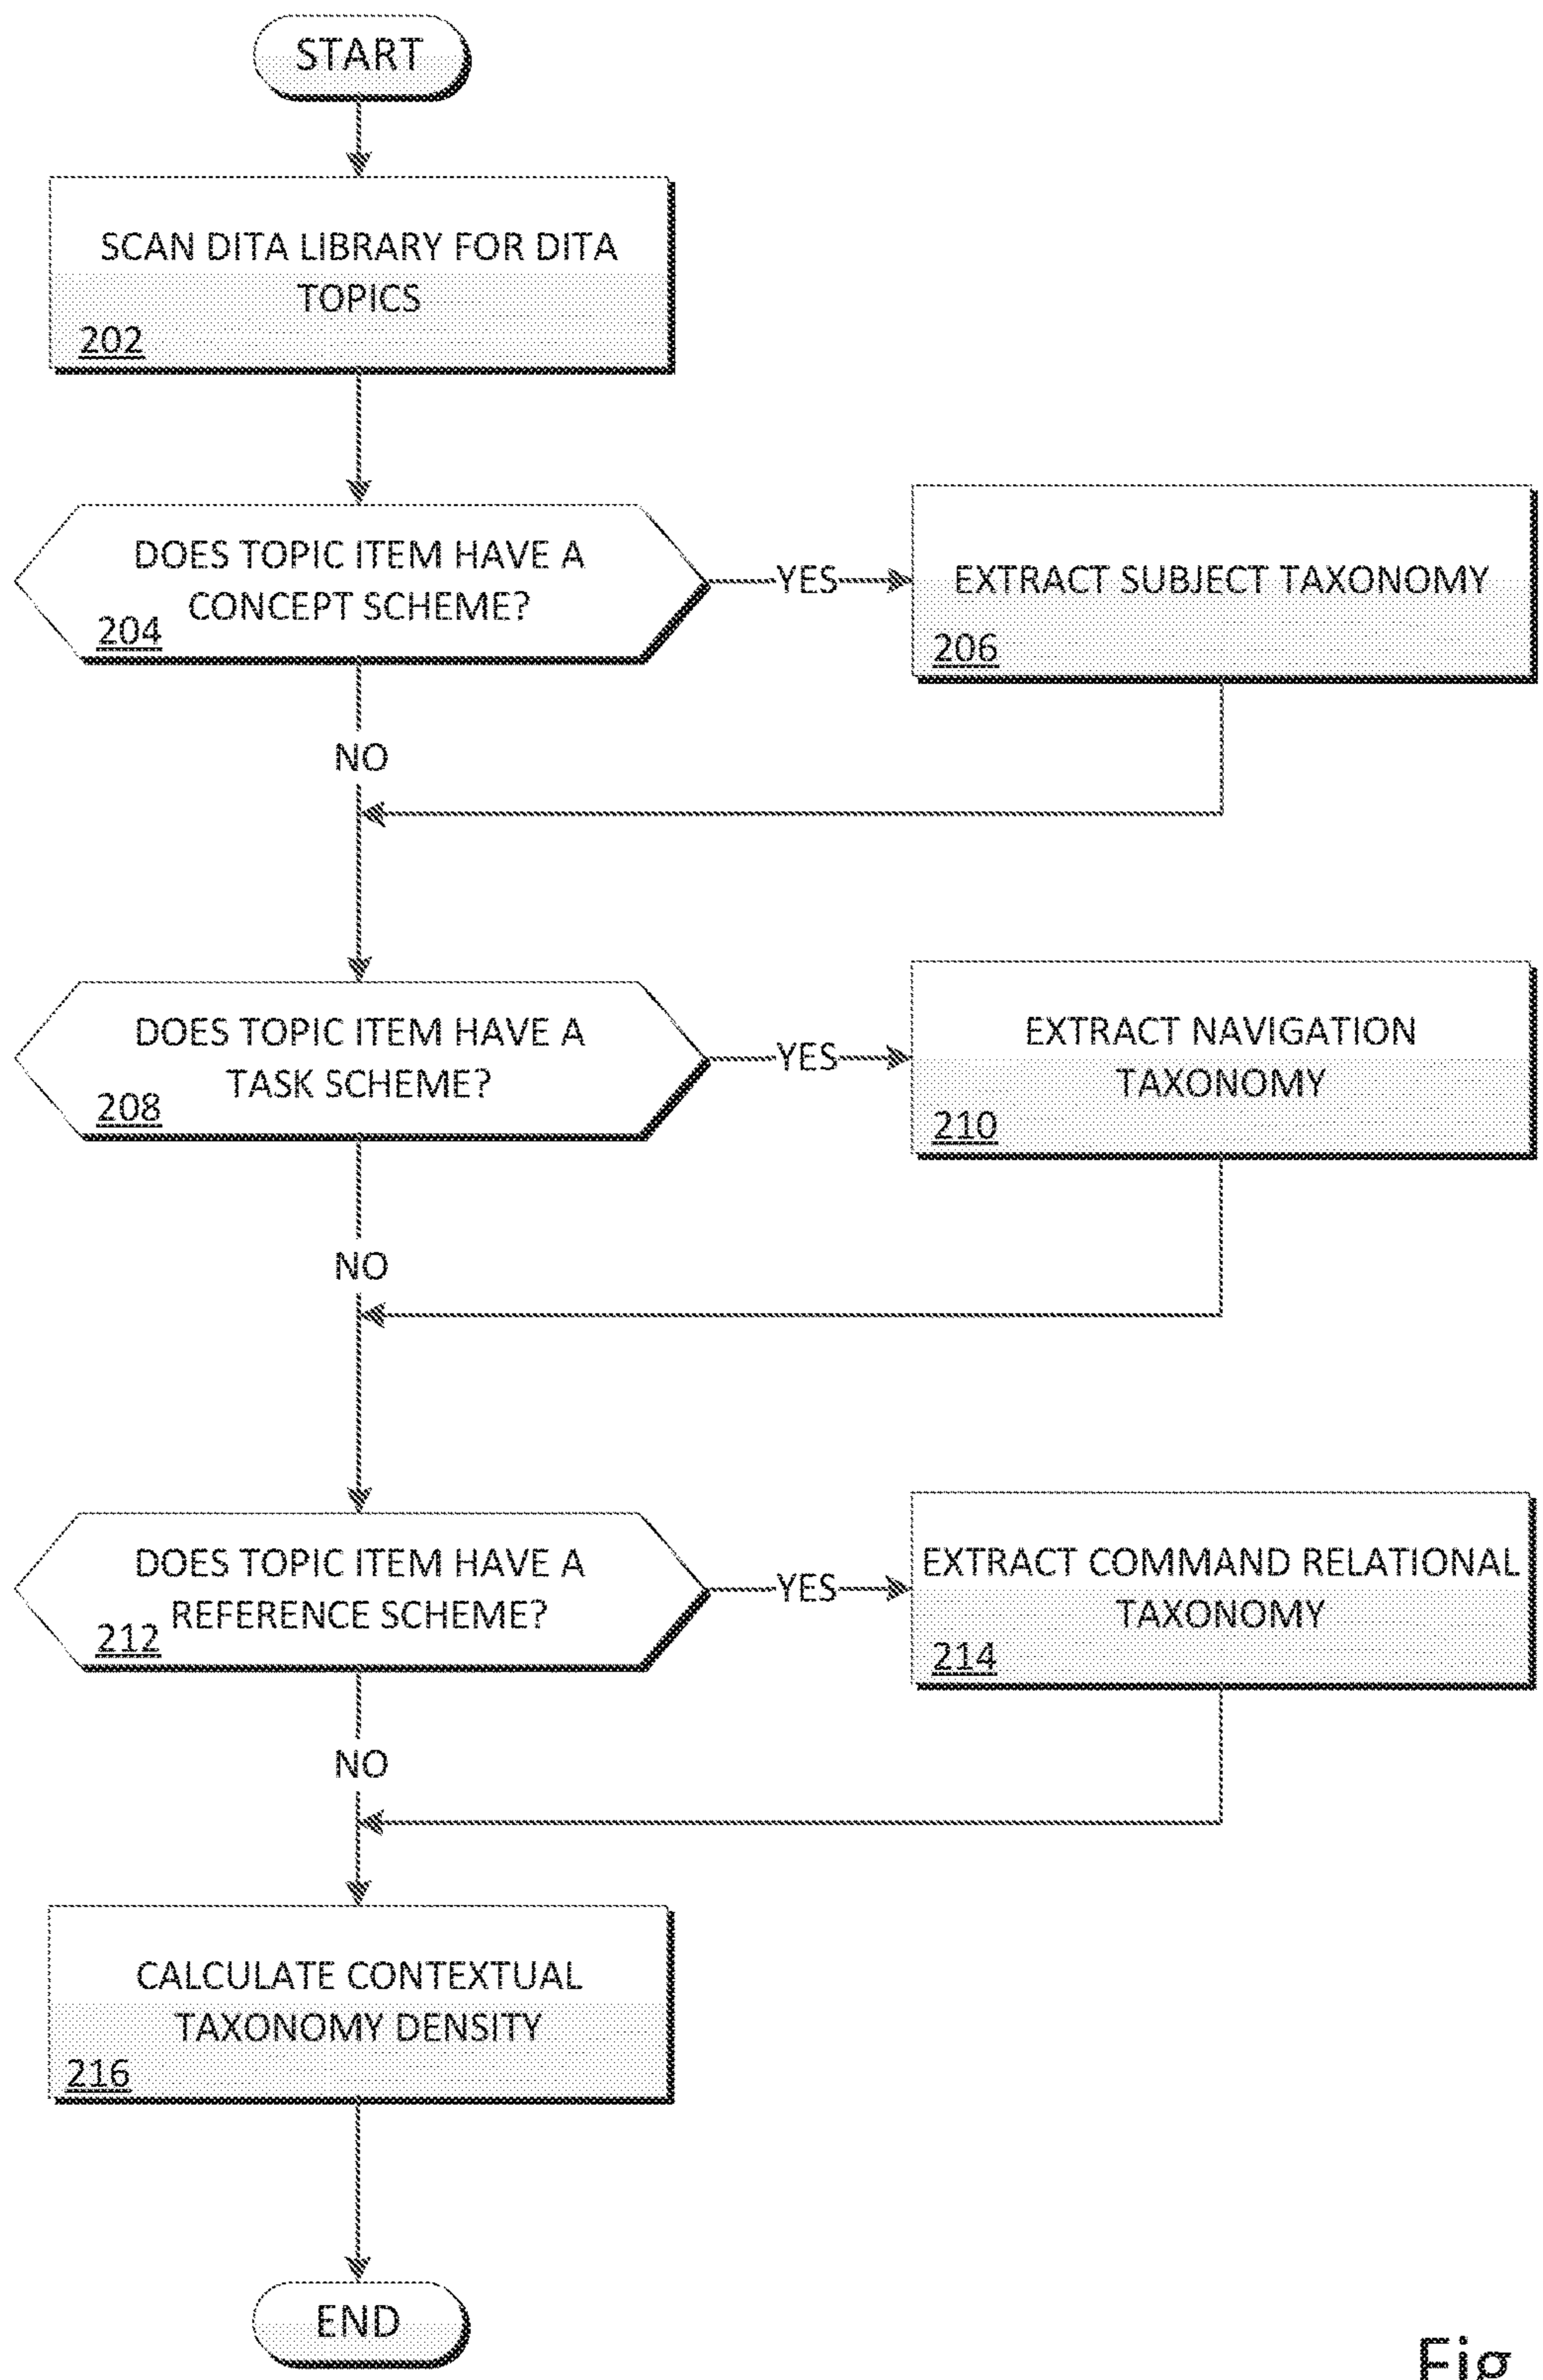 START
SCAN DITA LIBRARY FOR DITA
TOPICS
202
DOES TOPIC ITEM HAVE A
CONCEPT SCHEME?
204
YES
EXTRACT SUBJECT TAXONOMY
206
NO
DOES TOPIC ITEM HAVE A
TASK SCHEME?
208
YES
EXTRACT NAVIGATION
TAXONOMY
210
NO
DOES TOPIC ITEM HAVE A
REFERENCE SCHEME?
212
YES
EXTRACT COMMAND RELATIONAL
TAXONOMY
214
NO
CALCULATE CONTEXTUAL
TAXONOMY DENSITY
216
END
Fig